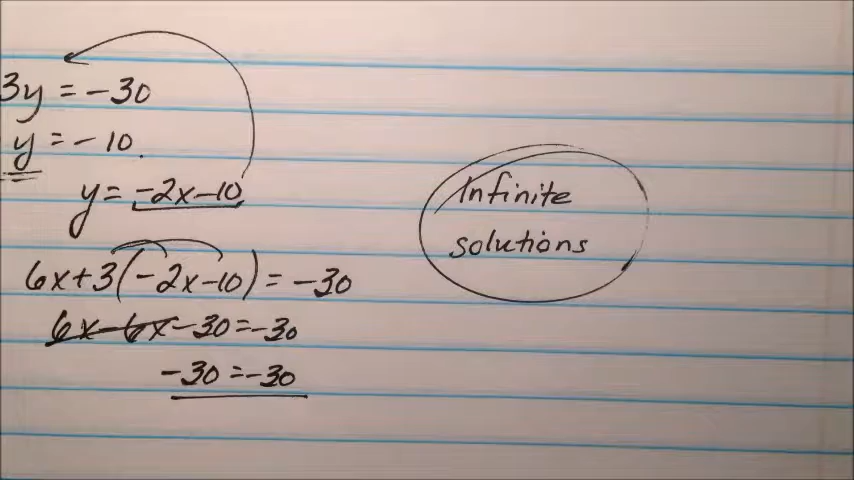 3y = -30
y = -10
y = -2x-10
6x+3(-2x-10) = -30
6x-6x-30=-30
-30=-30
Infinite
solutions